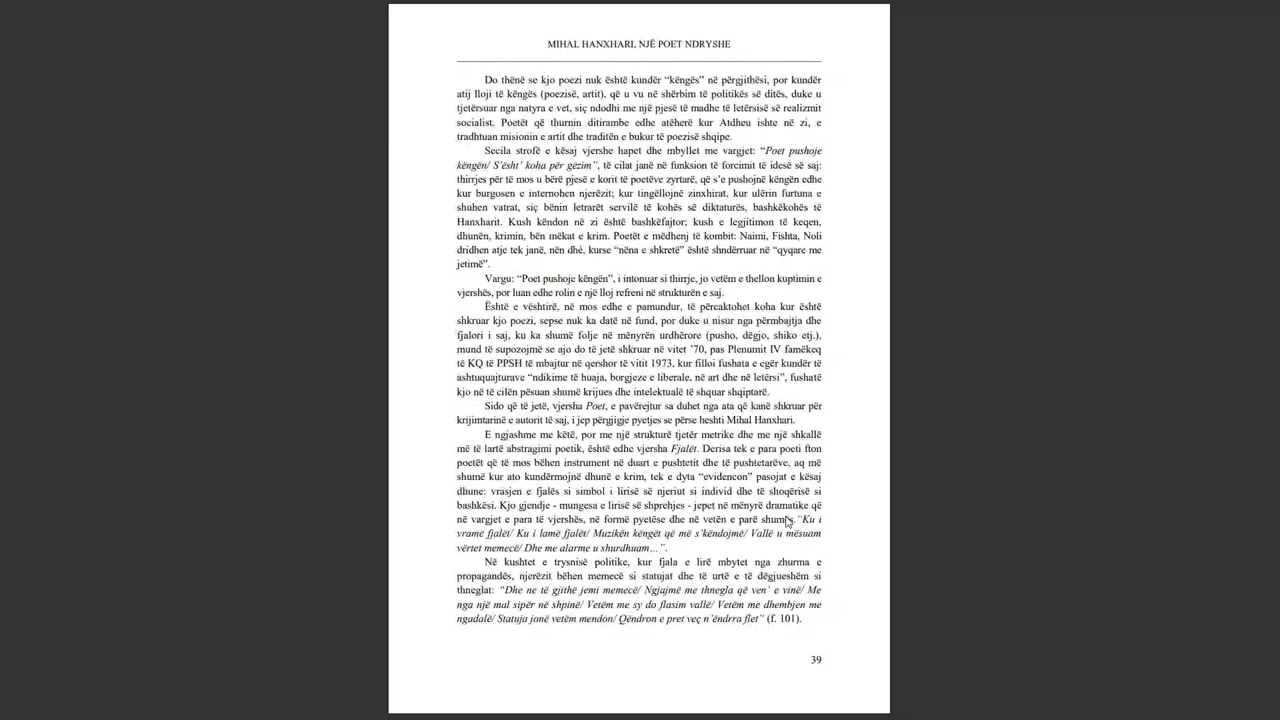 MIHAL HANXHARI, NJË POET NDRYSHE
Do thënë se kjo poezi nuk është kundër “këngës” në përgjithësi, por kundër
atij lloji të këngës (poezisë, artit), që u vu në shërbim të politikës së ditës, duke u
tjetërsuar nga natyra e vet, siç ndodhi me një pjesë të madhe të letërsisë së realizmit
socialist. Poetët që thurnin ditirambe edhe atëherë kur Atdheu ishte në zi, e
tradhtuan misionin e artit dhe traditën e bukur të poezisë shqipe.
Secila strofë e kësaj vjershe hapet dhe mbyllet me vargjet: “Poet pushoje
këngën/ S’ësht’ koha për gëzim”, të cilat janë në funksion të forcimit të idesë së saj:
thirrjes për të mos u bërë pjesë e korit të poetëve zyrtarë, që s’e pushojnë këngën edhe
kur burgosen e internohen njerëzit; kur tingëllojnë zinxhirat, kur ulërin furtuna e
shuhen vatrat, siç bënin letrarët servilë të kohës së diktaturës, bashkëkohës të
Hanxharit. Kush këndon në zi është bashkëfajtor; kush e legjitimon të keqen,
dhunën, krimin, bën mëkat e krim. Poetët e mëdhenj të kombit: Naimi, Fishta, Noli
dridhen atje tek janë, nën dhé, kurse “nëna e shkretë” është shndërruar në “qyqare me
jetimë”.
Vargu: “Poet pushoje këngën”, i intonuar si thirrje, jo vetëm e thellon kuptimin e
vjershës, por luan edhe rolin e një lloj refreni në strukturën e saj.
Është e vështirë, në mos edhe e pamundur, të përcaktohet koha kur është
shkruar kjo poezi, sepse nuk ka datë në fund, por duke u nisur nga përmbajtja dhe
fjalori i saj, ku ka shumë folje në mënyrën urdhërore (pusho, dëgjo, shiko etj.),
mund të supozojmë se ajo do të jetë shkruar në vitet ’70, pas Plenumit IV famëkeq
të KQ të PPSH të mbajtur në qershor të vitit 1973, kur filloi fushata e egër kundër të
ashtuquajturave “ndikime të huaja, borgjeze e liberale, në art dhe në letërsi”, fushatë
kjo në të cilën pësuan shumë krijues dhe intelektualë të shquar shqiptarë.
Sido që të jetë, vjersha Poet, e pavërejtur sa duhet nga ata që kanë shkruar për
krijimtarinë e autorit të saj, i jep përgjigje pyetjes se përse heshti Mihal Hanxhari.
E ngjashme me këtë, por me një strukturë tjetër metrike dhe me një shkallë
më të lartë abstragimi poetik, është edhe vjersha Fjalët. Derisa tek e para poeti fton
poetët që të mos bëhen instrument në duart e pushtetit dhe të pushtetarëve, aq më
shumë kur ato kundërmojnë dhunë e krim, tek e dyta “evidencon” pasojat e kësaj
dhune: vrasjen e fjalës si simbol i lirisë së njeriut si individ dhe të shoqërisë si
bashkësi. Kjo gjendje - mungesa e lirisë së shprehjes - jepet në mënyrë dramatike që
në vargjet e para të vjershës, në formë pyetëse dhe në vetën e parë shumës. “Ku i
vramë fjalët/ Ku i lamë fjalët/ Muzikën këngët që më s’këndojmë/ Vallë u mësuam
vërtet memecë/ Dhe me alarme u shurdhuam…”.
Në kushtet e trysnisë politike, kur fjala e lirë mbytet nga zhurma e
propagandës, njerëzit bëhen memecë si statujat dhe të urtë e të dëgjueshëm si
thneglat: “Dhe ne të gjithë jemi memecë/ Ngjajmë me thnegla që ven’ e vinë/ Me
nga një mal sipër në shpinë/ Vetëm me sy do flasim vallë/ Vetëm me dhembjen me
ngadalë/ Statuja jonë vetëm mendon/ Qëndron e pret veç n’ëndrra flet” (f. 101).
39